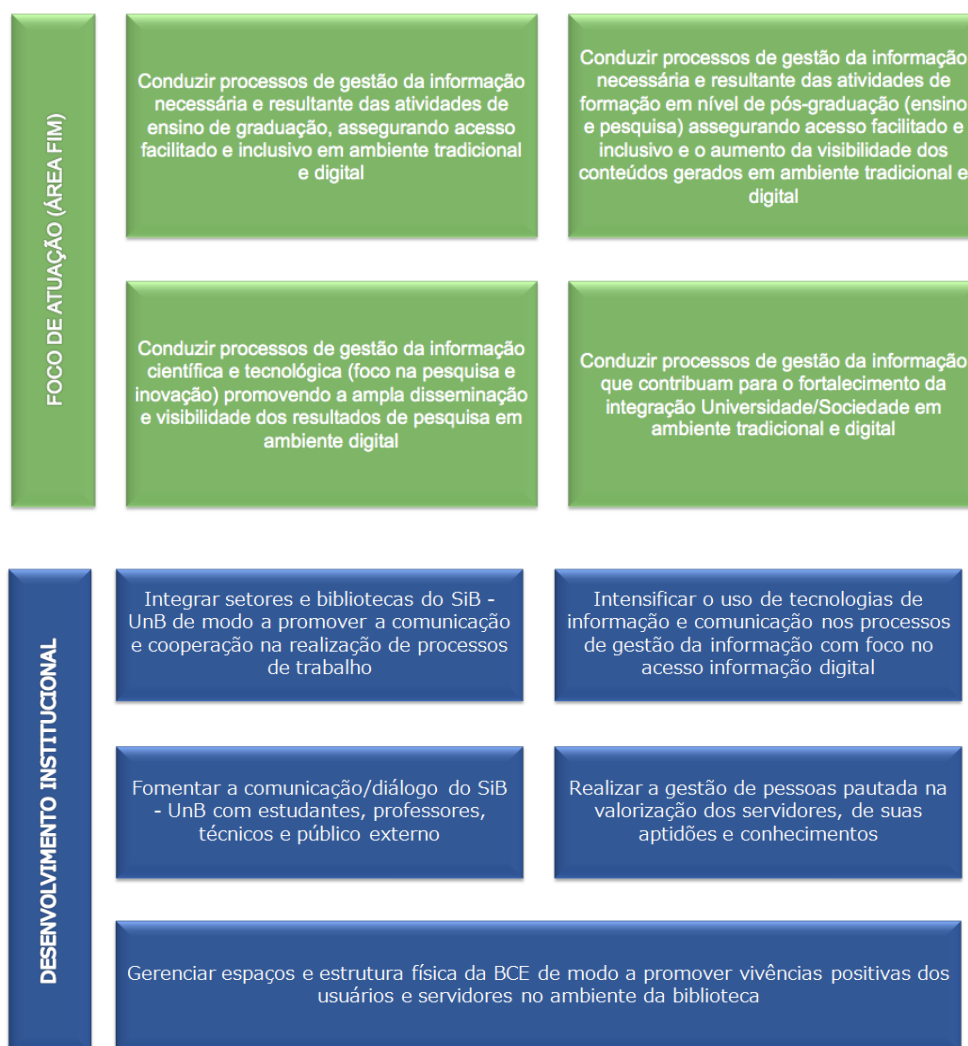 FOCO DE ATUAÇÃO (ÁREA FIM)
Conduzir processos de gestão da informação
necessária e resultante das atividades de
ensino de graduação, assegurando acesso
facilitado e inclusivo em ambiente tradicional
e digital
Conduzir processos de gestão da informação
necessária e resultante das atividades de
formação em nível de pós-graduação (ensino
e pesquisa) assegurando acesso facilitado e
inclusivo e o aumento da visibilidade dos
conteúdos gerados em ambiente tradicional e
digital
Conduzir processos de gestão da informação
científica e tecnológica (foco na pesquisa e
inovação) promovendo a ampla disseminação
e visibilidade dos resultados de pesquisa em
ambiente digital
Conduzir processos de gestão da informação
que contribuam para o fortalecimento da
integração Universidade/Sociedade em
ambiente tradicional e digital
DESENVOLVIMENTO INSTITUCIONAL
Integrar setores e bibliotecas do SiB -
UnB de modo a promover a comunicação
e cooperação na realização de processos
de trabalho
Intensificar o uso de tecnologias de
informação e comunicação nos processos
de gestão da informação com foco no
acesso informação digital
Fomentar a comunicação/diálogo do SiB
- UnB com estudantes, professores,
técnicos e público externo
Realizar a gestão de pessoas pautada na
valorização dos servidores, de suas
aptidões e conhecimentos
Gerenciar espaços e estrutura física da BCE de modo a promover vivências positivas dos
usuários e servidores no ambiente da biblioteca